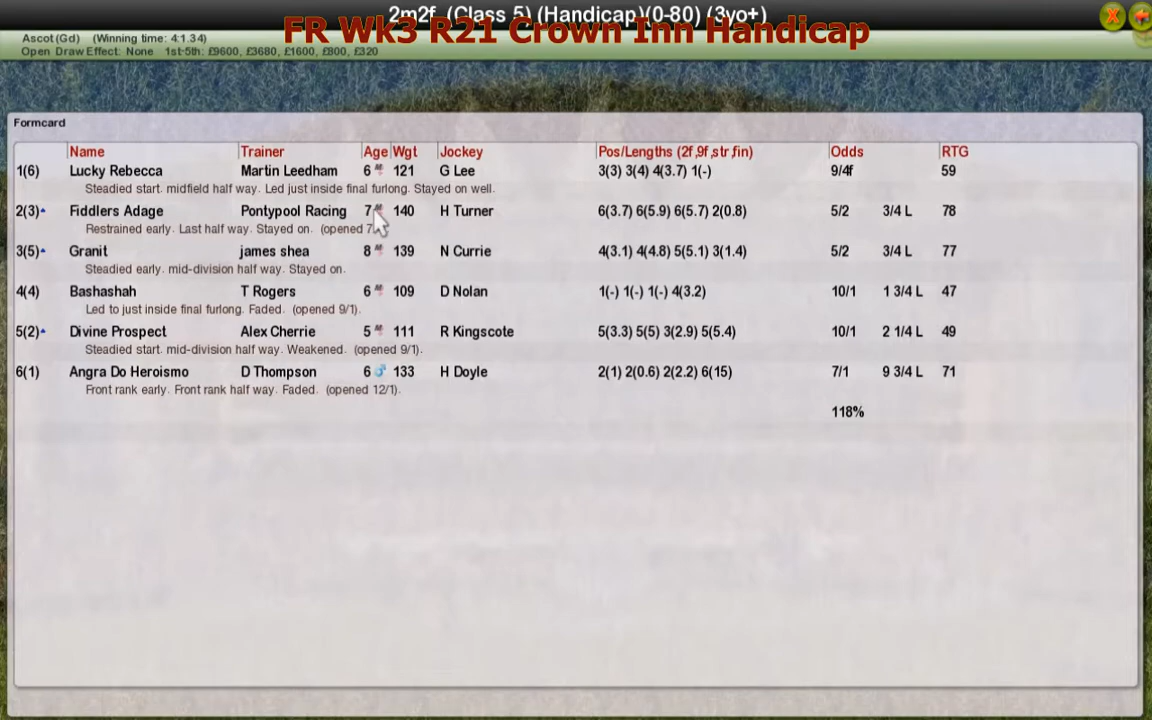 2m2f, (Class 5) (Handicap)(0-80) (3yo+)
FR Wk3 R21 Crown Inn Handicap
Ascot(Gd) (Winning time: 4:1.34)
Open Draw Effect: None 1st-5th: £9600, £3680, £1600, £800, £320
Formcard
Name Trainer Age Wgt Jockey Pos/Lengths (2f,9f,str,fin) Odds RTG
1(6) Lucky Rebecca Martin Leedham 6 121 G Lee 3(3) 3(4) 4(3.7) 1(-) 9/4f 59
Steadied start. midfield half way. Led just inside final furlong. Stayed on well.
2(3) Fiddlers Adage Pontypool Racing 7 140 H Turner 6(3.7) 6(5.9) 6(5.7) 2(0.8) 5/2 3/4 L 78
Restrained early. Last half way. Stayed on. (opened 7
3(5) Granit james shea 8 139 N Currie 4(3.1) 4(4.8) 5(5.1) 3(1.4) 5/2 3/4 L 77
Steadied early. mid-division half way. Stayed on.
4(4) Bashashah T Rogers 6 109 D Nolan 1(-) 1(-) 1(-) 4(3.2) 10/1 1 3/4 L 47
Led to just inside final furlong. Faded. (opened 9/1).
5(2) Divine Prospect Alex Cherrie 5 111 R Kingscote 5(3.3) 5(5) 3(2.9) 5(5.4) 10/1 2 1/4 L 49
Steadied start. mid-division half way. Weakened. (opened 9/1).
6(1) Angra Do Heroismo D Thompson 6 133 H Doyle 2(1) 2(0.6) 2(2.2) 6(15) 7/1 9 3/4 L 71
Front rank early. Front rank half way. Faded. (opened 12/1).
118%